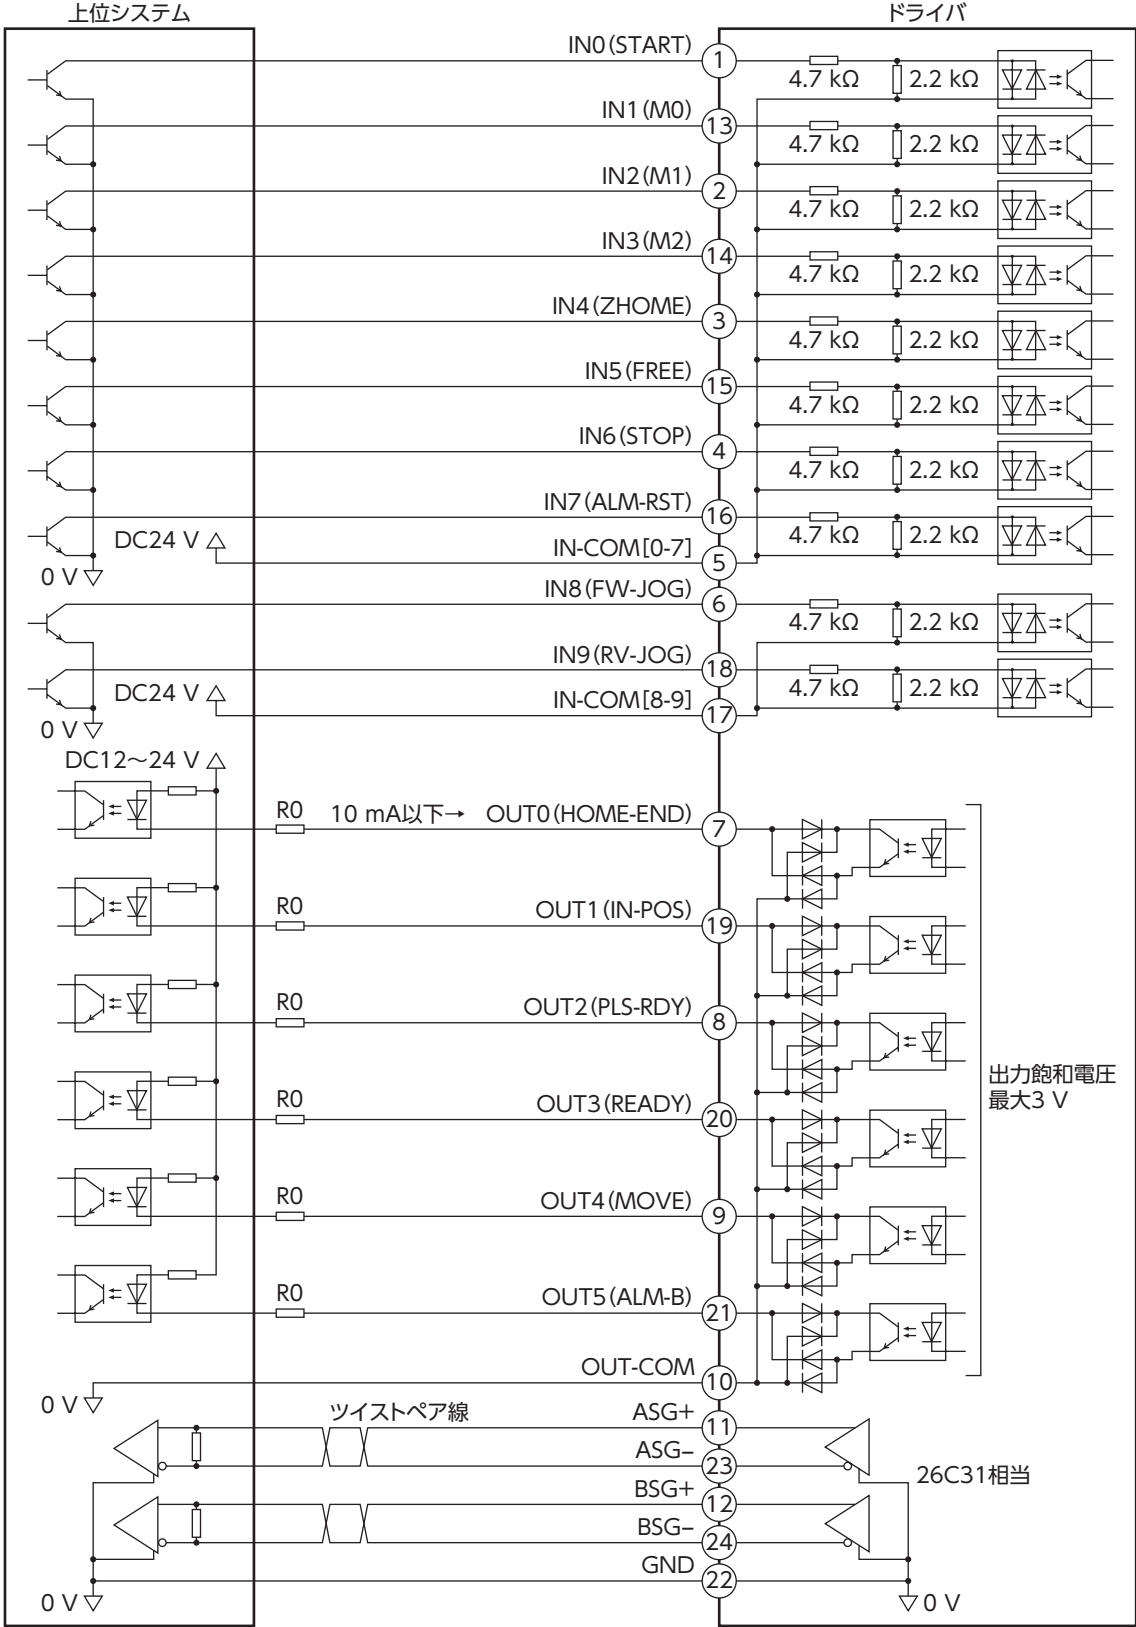 上位システム
ドライバ
IN0(START)
1
4.7 kΩ
2.2 kΩ
IN1(M0)
13
4.7 kΩ
2.2 kΩ
IN2(M1)
2
4.7 kΩ
2.2 kΩ
IN3(M2)
14
4.7 kΩ
2.2 kΩ
IN4(ZHOME)
3
4.7 kΩ
2.2 kΩ
IN5(FREE)
15
4.7 kΩ
2.2 kΩ
IN6(STOP)
4
4.7 kΩ
2.2 kΩ
IN7(ALM-RST)
16
4.7 kΩ
2.2 kΩ
DC24 V
IN-COM[0-7]
5
0 V
IN8(FW-JOG)
6
4.7 kΩ
2.2 kΩ
IN9(RV-JOG)
18
4.7 kΩ
2.2 kΩ
DC24 V
IN-COM[8-9]
17
0 V
DC12～24 V
R0
10 mA以下→
OUT0(HOME-END)
7
R0
OUT1(IN-POS)
19
R0
OUT2(PLS-RDY)
8
出力飽和電圧
最大3 V
R0
OUT3(READY)
20
R0
OUT4(MOVE)
9
R0
OUT5(ALM-B)
21
OUT-COM
10
0 V
ツイストペア線
ASG+
11
ASG–
23
26C31相当
BSG+
12
BSG–
24
GND
22
0 V
0 V